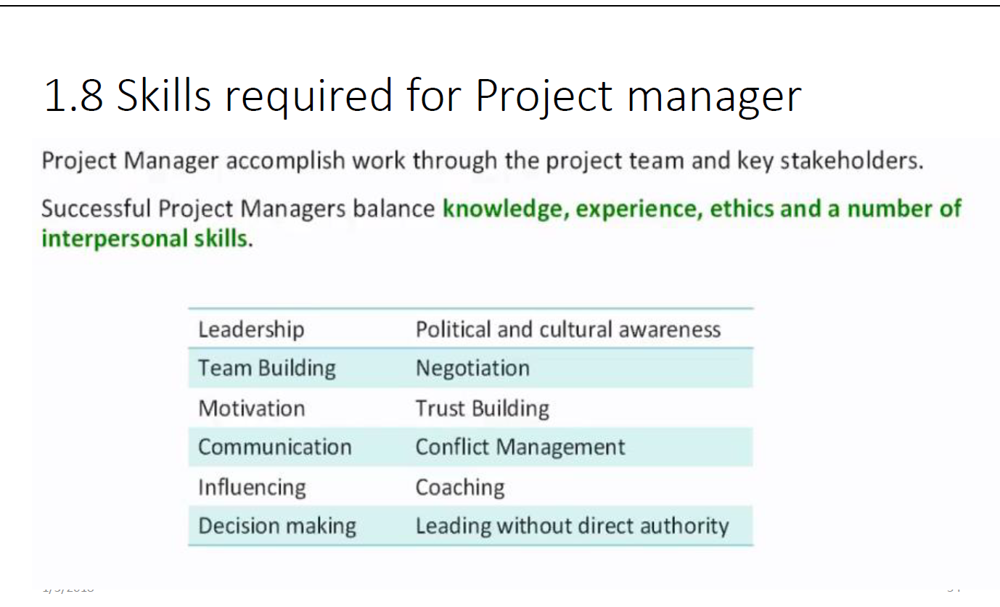 1.8 Skills required for Project manager
Project Manager accomplish work through the project team and key stakeholders.
Successful Project Managers balance knowledge, experience, ethics and a number of
interpersonal skills.
Leadership Political and cultural awareness
Team Building Negotiation
Motivation Trust Building
Communication Conflict Management
Influencing Coaching
Decision making Leading without direct authority